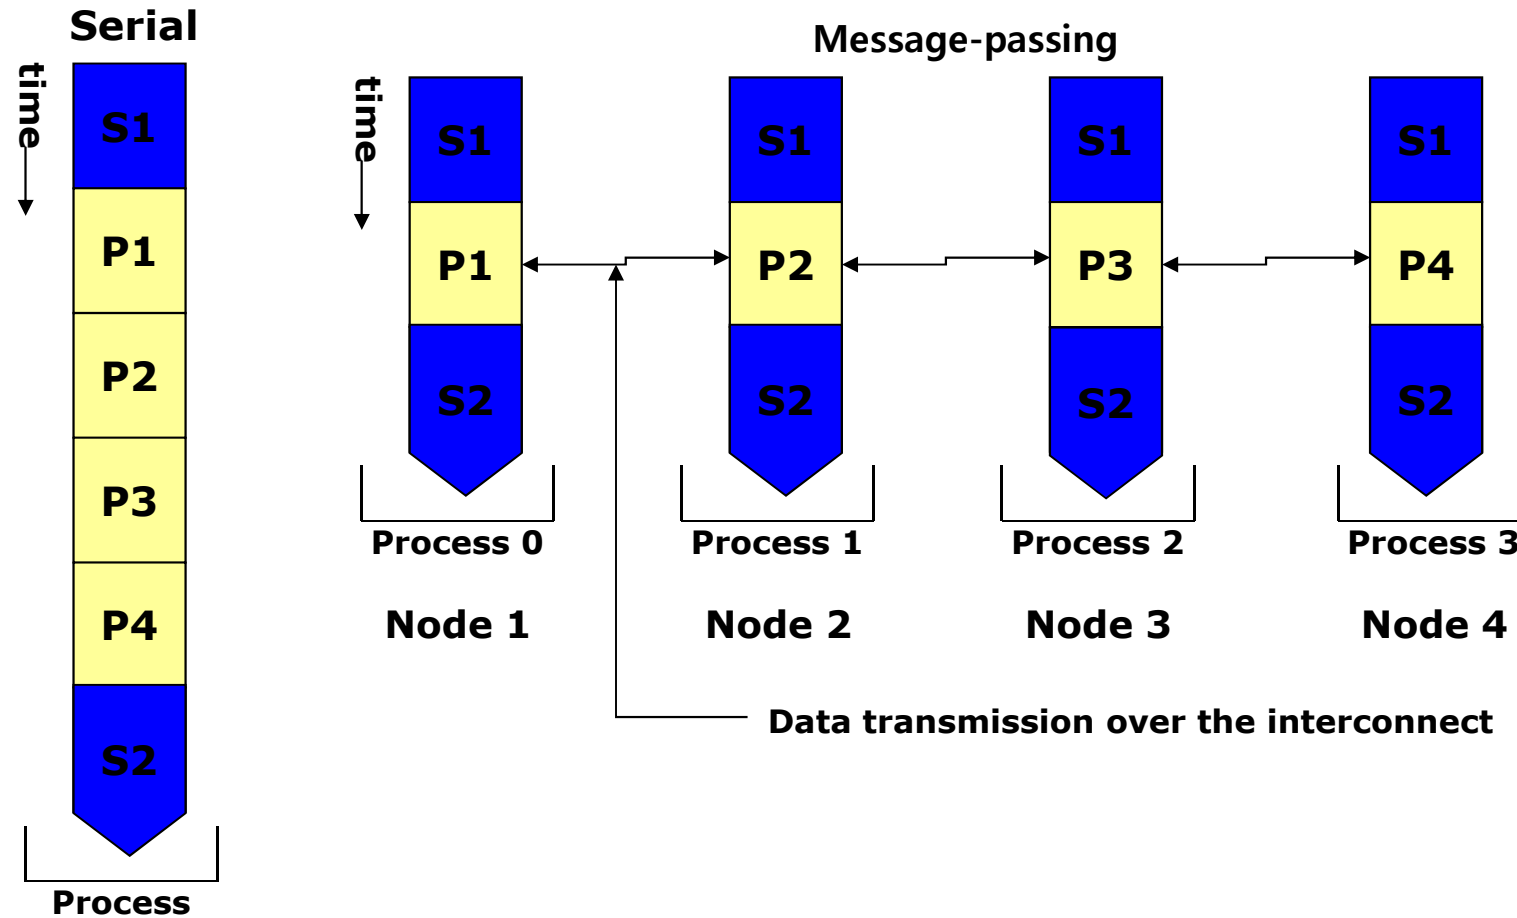 Serial
time
S1
P1
P2
P3
P4
S2
Process
Message-passing
time
S1
S1
S1
S1
P1
P2
P3
P4
S2
S2
S2
S2
Process 0
Process 1
Process 2
Process 3
Node 1
Node 2
Node 3
Node 4
Data transmission over the interconnect